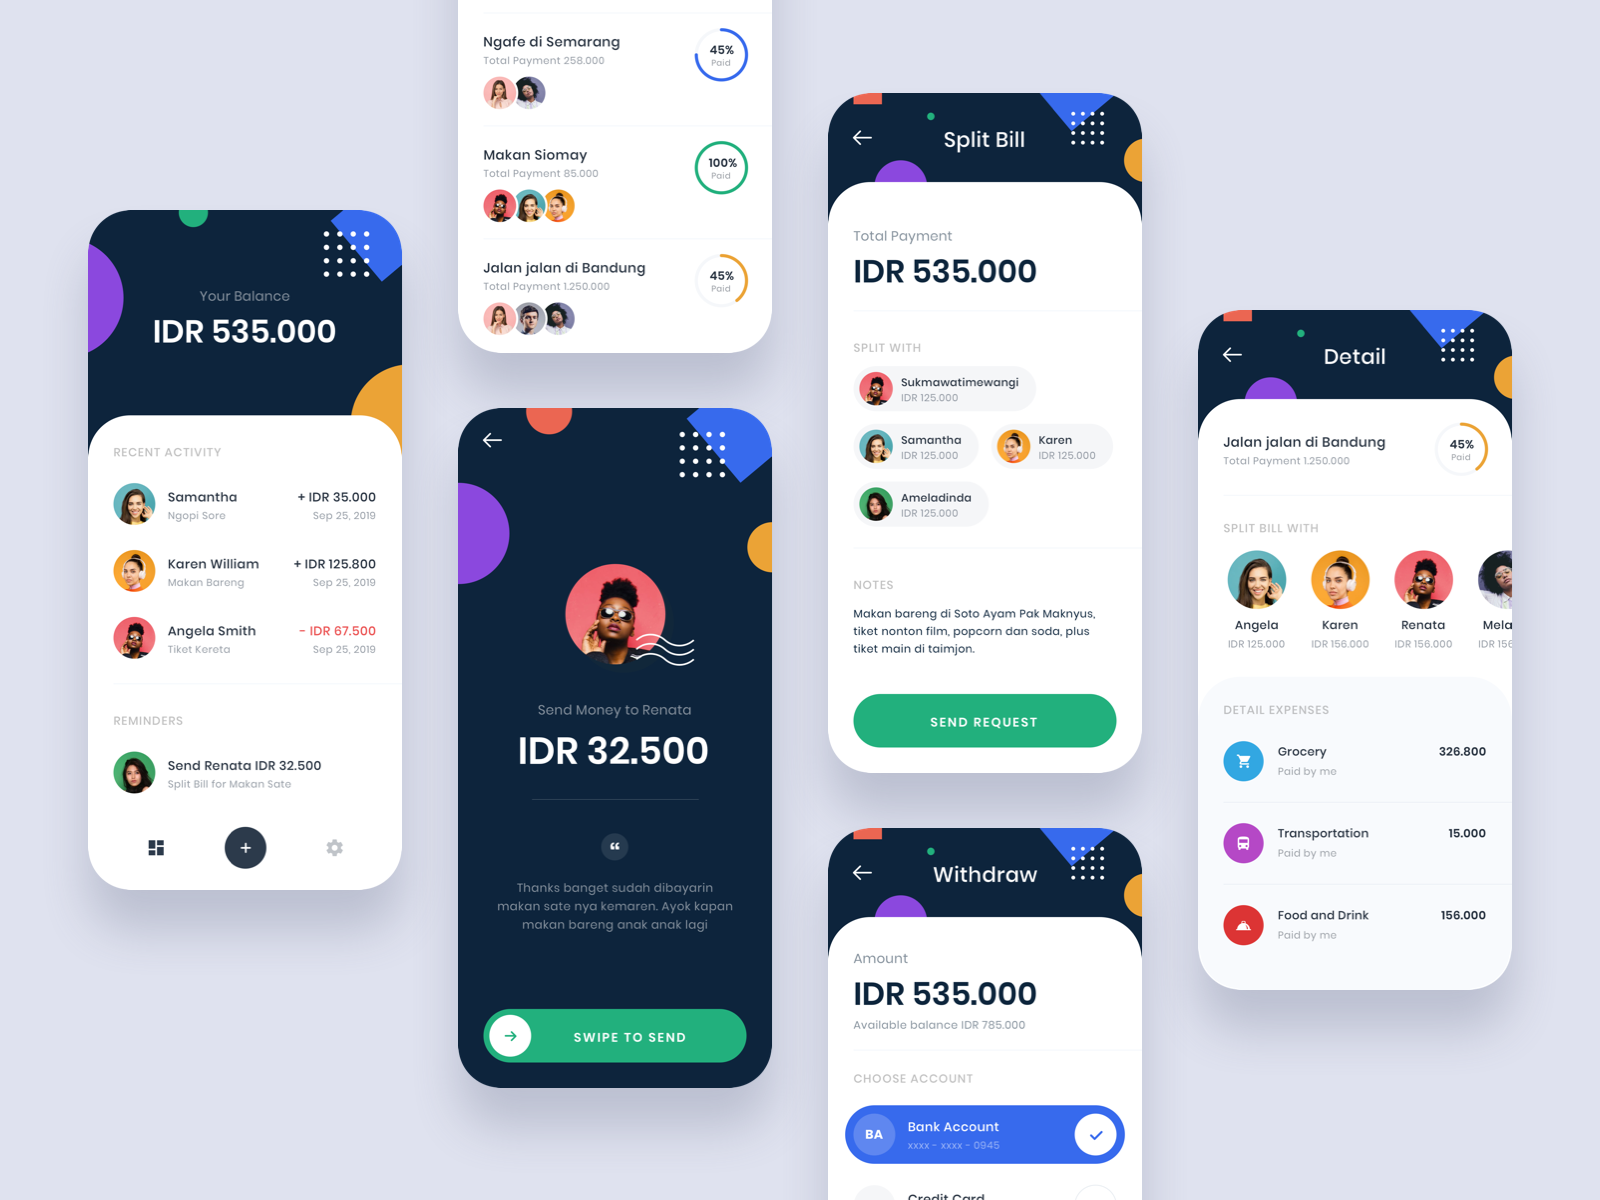 Your Balance
IDR 535.000
RECENT ACTIVITY
Samantha
+ IDR 35.000
Ngopi Sore
Sep 25, 2019
Karen William
+ IDR 125.800
Makan Bareng
Sep 25, 2019
Angela Smith
- IDR 67.500
Tiket Kereta
Sep 25, 2019
REMINDERS
Send Renata IDR 32.500
Split Bill for Makan Sate
Ngafe di Semarang
Total Payment 258.000
45%
Paid
Makan Siomay
Total Payment 85.000
100%
Paid
Jalan jalan di Bandung
Total Payment 1.250.000
45%
Paid
Send Money to Renata
IDR 32.500
“
Thanks banget sudah dibayarin
makan sate nya kemaren. Ayok kapan
makan bareng anak anak lagi
SWIPE TO SEND
Split Bill
Total Payment
IDR 535.000
SPLIT WITH
Sukmawatimewangi
IDR 125.000
Samantha
IDR 125.000
Karen
IDR 125.000
Ameladinda
IDR 125.000
NOTES
Makan bareng di Soto Ayam Pak Maknyus,
tiket nonton film, popcorn dan soda, plus
tiket main di taimjon.
SEND REQUEST
Withdraw
Amount
IDR 535.000
Available balance IDR 785.000
CHOOSE ACCOUNT
BA
Bank Account
xxxx - xxxx - 0945
Credit Card
Detail
Jalan jalan di Bandung
Total Payment 1.250.000
45%
Paid
SPLIT BILL WITH
Angela
IDR 125.000
Karen
IDR 156.000
Renata
IDR 156.000
Mela
IDR 156
DETAIL EXPENSES
Grocery
326.800
Paid by me
Transportation
15.000
Paid by me
Food and Drink
156.000
Paid by me